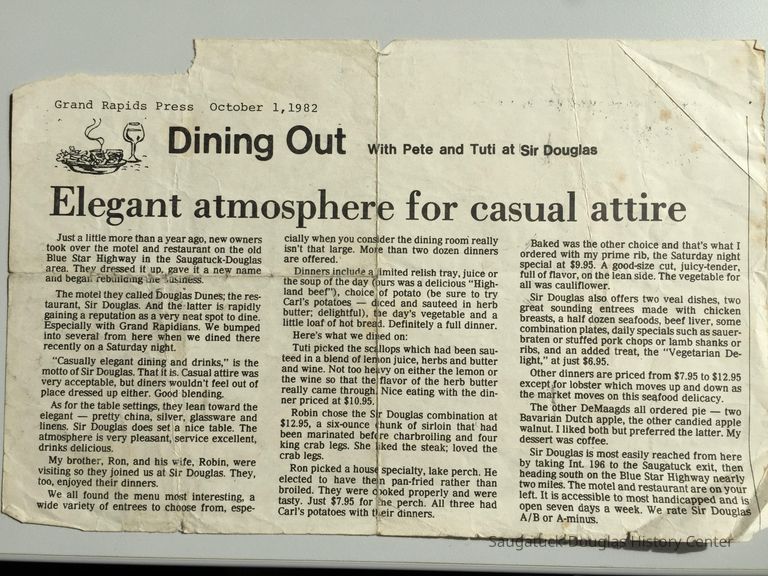 Grand Rapids Press October 1,1982
Dining Out With Pete and Tuti at Sir Douglas
Elegant atmosphere for casual attire
Just a little more than a year ago, new owners
took over the motel and restaurant on the old
Blue Star Highway in the Saugatuck-Douglas
area. They dressed it up, gave it a new name
and began rebuilding the business.
The motel they called Douglas Dunes; the res-
taurant, Sir Douglas. And the latter is rapidly
gaining a reputation as a very neat spot to dine.
Especially with Grand Rapidians. We bumped
into several from here when we dined there
recently on a Saturday night.
"Casually elegant dining and drinks," is the
motto of Sir Douglas. That it is. Casual attire was
very acceptable, but diners wouldn't feel out of
place dressed up either. Good blending.
As for the table settings, they lean toward the
elegant — pretty china, silver, glassware and
linens. Sir Douglas does set a nice table. The
atmosphere is very pleasant, service excellent,
drinks delicious.
My brother, Ron, and his wife, Robin, were
visiting so they joined us at Sir Douglas. They,
too, enjoyed their dinners.
We all found the menu most interesting, a
wide variety of entrees to choose from, espe-
cially when you consider the dining room really
isn't that large. More than two dozen dinners
are offered.
Dinners include a limited relish tray, juice or
the soup of the day (ours was a delicious "High-
land beef"), choice of potato (be sure to try
Carl's potatoes — diced and sauteed in herb
butter; delightful), the day's vegetable and a
little loaf of hot bread. Definitely a full dinner.
Here's what we dined on:
Tuti picked the scallops which had been sau-
teed in a blend of lemon juice, herbs and butter
and wine. Not too heavy on either the lemon or
the wine so that the flavor of the herb butter
really came through. Nice eating with the din-
ner priced at $10.95.
Robin chose the Sir Douglas combination at
$12.95, a six-ounce chunk of sirloin that had
been marinated before charbroiling and four
king crab legs. She liked the steak; loved the
crab legs.
Ron picked a house specialty, lake perch. He
elected to have them pan-fried rather than
broiled. They were cooked properly and were
tasty. Just $7.95 for the perch. All three had
Carl's potatoes with their dinners.
Baked was the other choice and that's what I
ordered with my prime rib, the Saturday night
special at $9.95. A good-size cut, juicy-tender,
full of flavor, on the lean side. The vegetable for
all was cauliflower.
Sir Douglas also offers two veal dishes, two
great sounding entrees made with chicken
breasts, a half dozen seafoods, beef liver, some
combination plates, daily specials such as sauer-
braten or stuffed pork chops or lamb shanks or
ribs, and an added treat, the "Vegetarian De-
light," at just $6.95.
Other dinners are priced from $7.95 to $12.95
except for lobster which moves up and down as
the market moves on this seafood delicacy.
The other DeMaagds all ordered pie — two
Bavarian Dutch apple, the other candied apple
walnut. I liked both but preferred the latter. My
dessert was coffee.
Sir Douglas is most easily reached from here
by taking Int. 196 to the Saugatuck exit, then
heading south on the Blue Star Highway nearly
two miles. The motel and restaurant are on your
left. It is accessible to most handicapped and is
open seven days a week. We rate Sir Douglas
A/B or A-minus.
Saugatuck-Douglas History Center